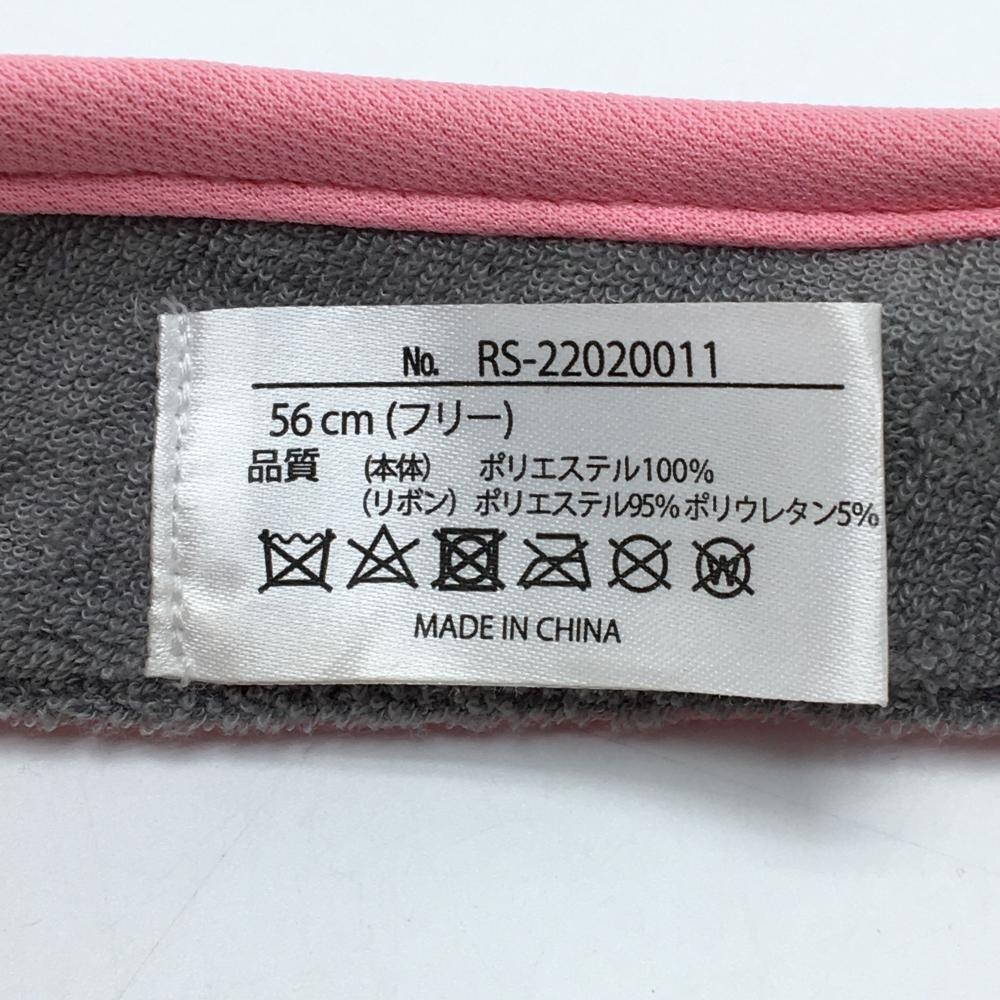 No. RS-22020011
56 cm (フリー)
品質 (本体) ポリエステル100%
(リボン) ポリエステル95% ポリウレタン5%
W
MADE IN CHINA